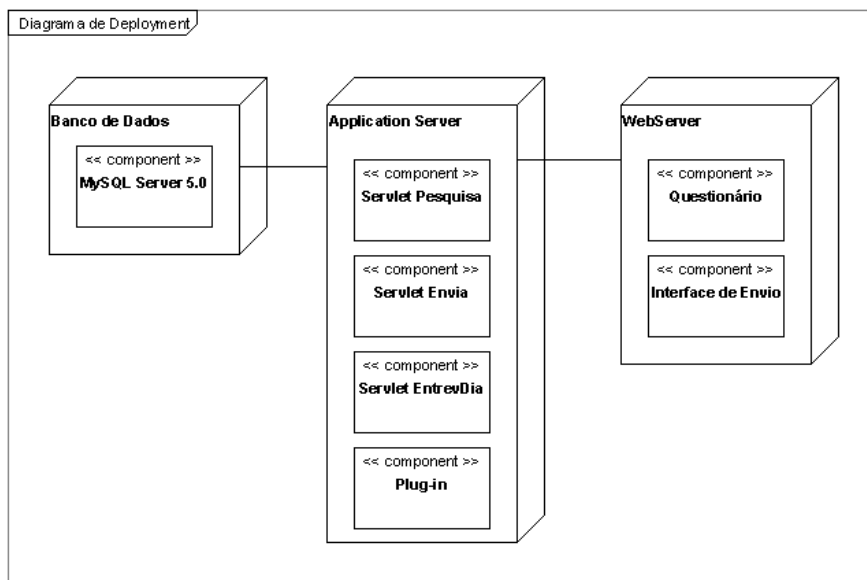 Diagrama de Deployment
Banco de Dados
<< component >>
MySQL Server 5.0
Application Server
<< component >>
Servlet Pesquisa
<< component >>
Servlet Envia
<< component >>
Servlet EntrevDia
<< component >>
Plug-in
WebServer
<< component >>
Questionário
<< component >>
Interface de Envio